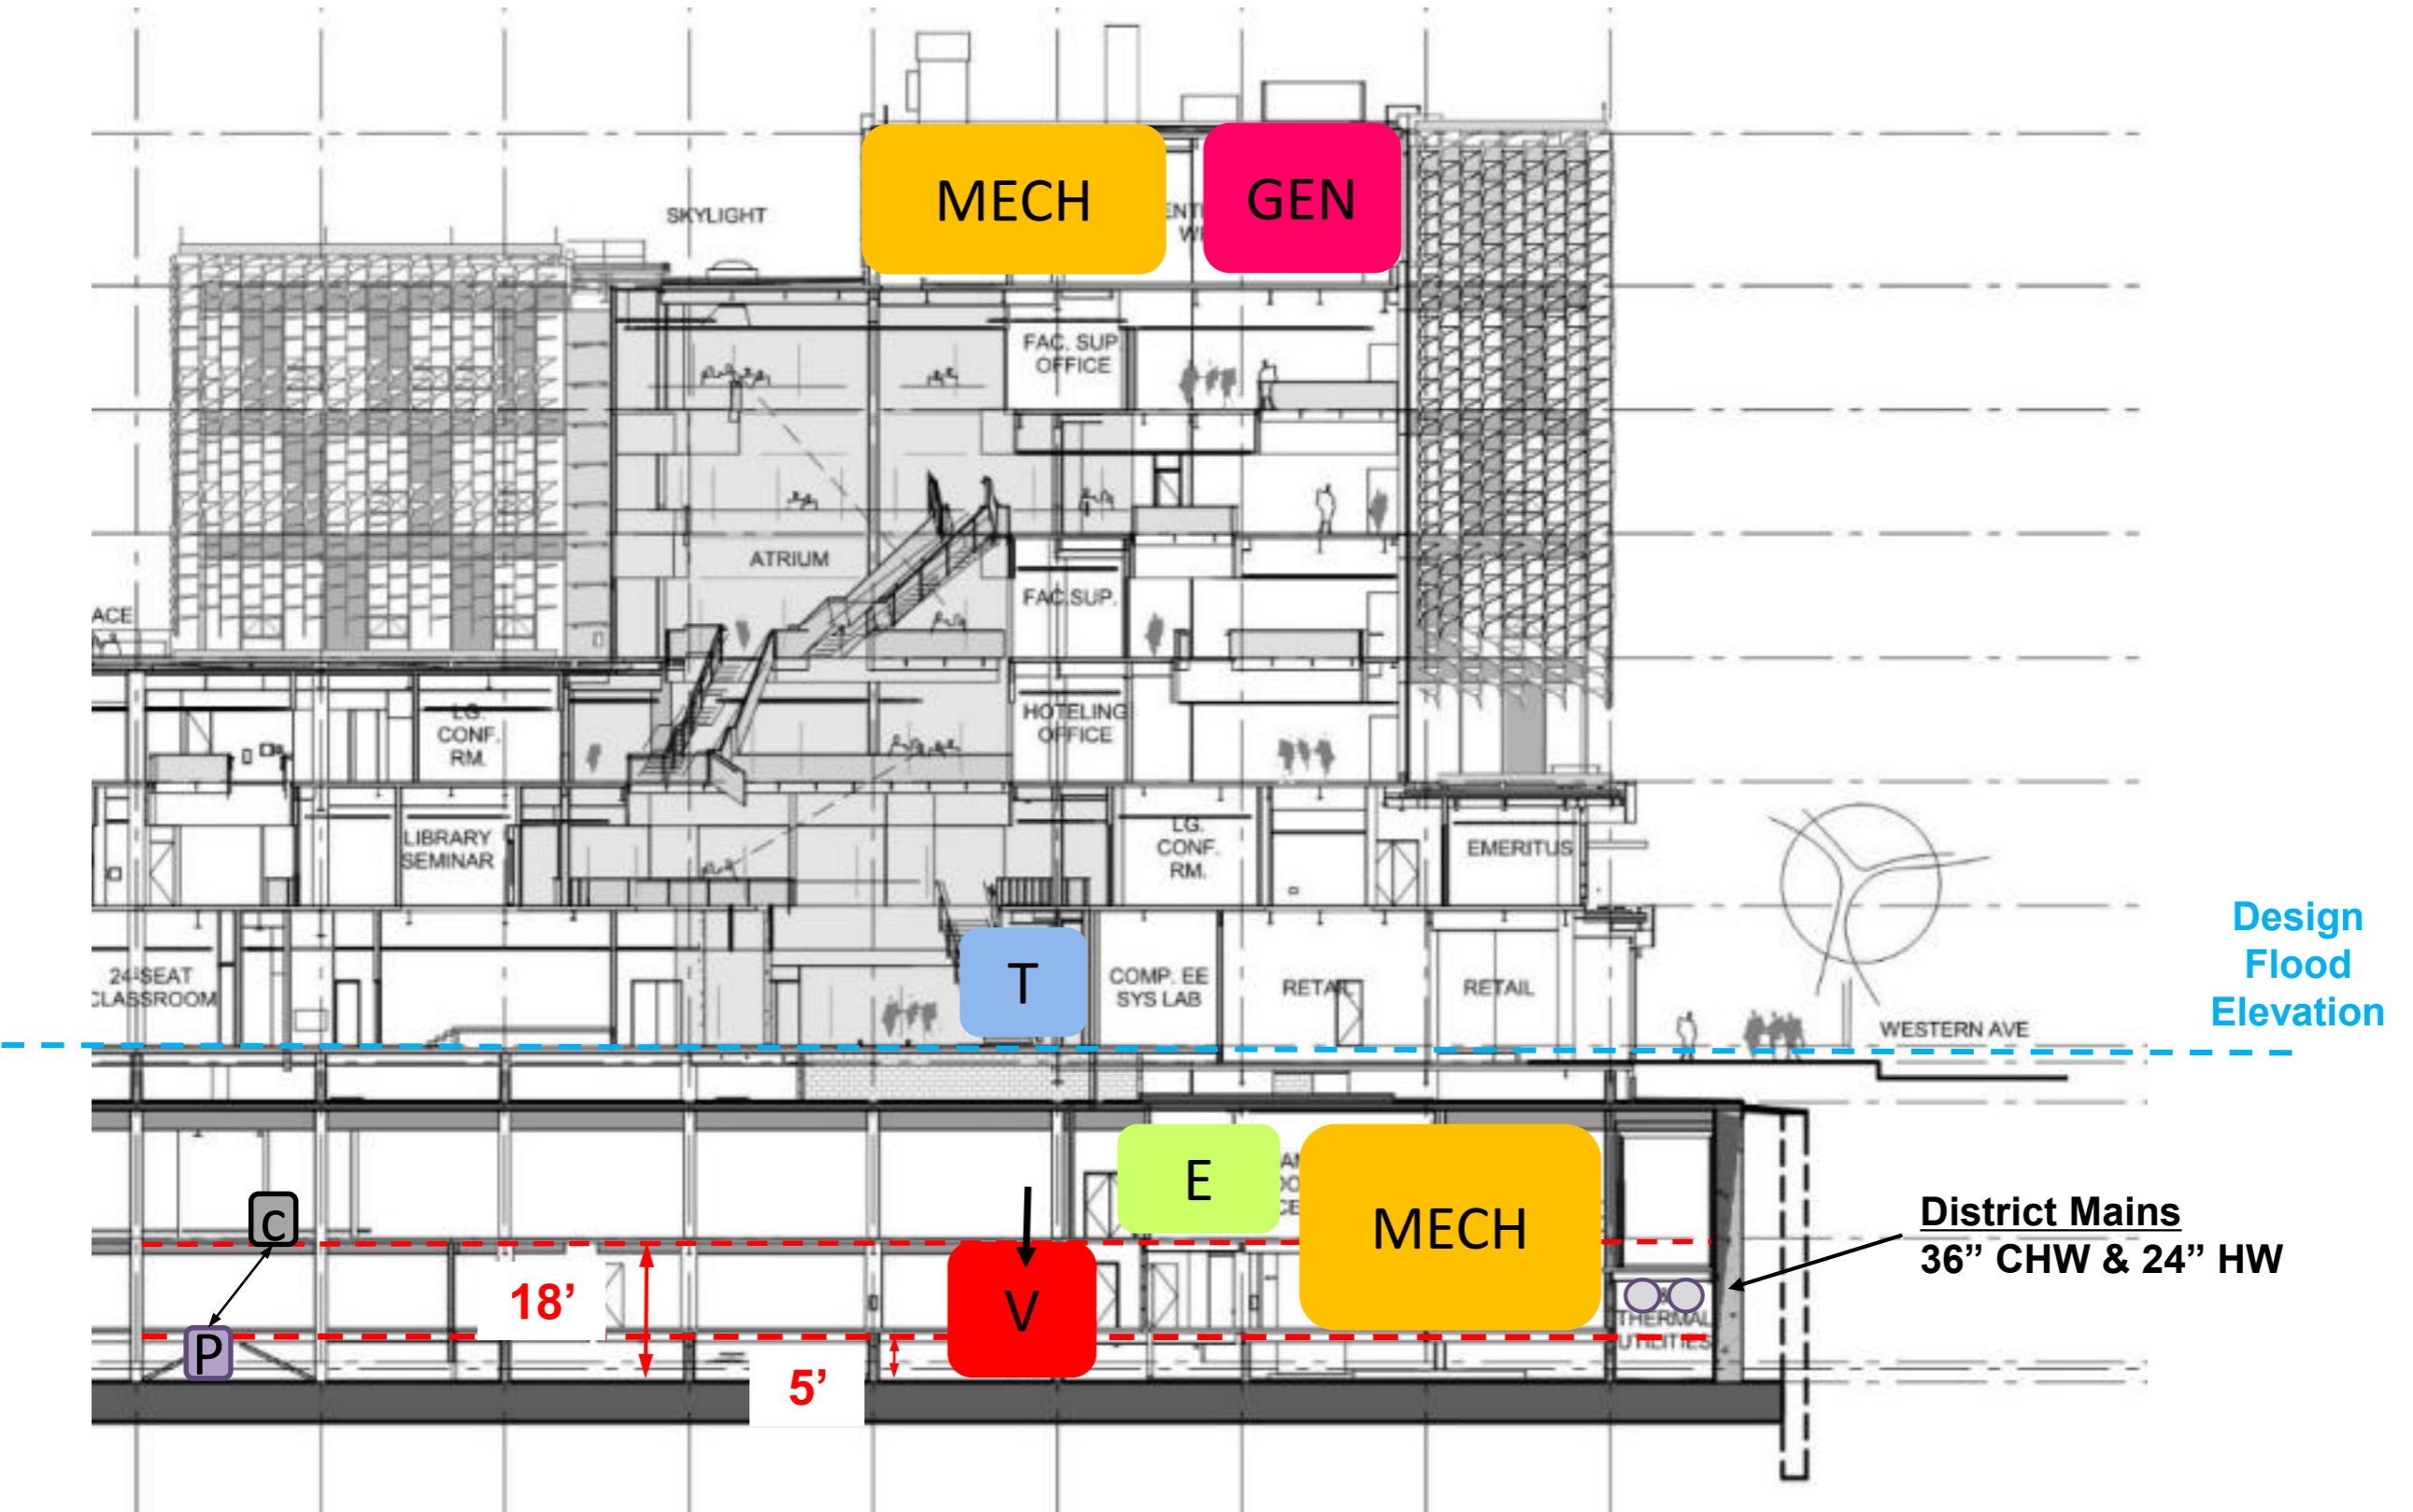 MECH
GEN
SKYLIGHT
FAC. SUP.
OFFICE
ATRIUM
FAC.SUP.
ACE
HOTELING
OFFICE
LG.
CONF.
RM.
LIBRARY
SEMINAR
LG.
CONF.
RM.
EMERITUS
Design
Flood
Elevation
24-SEAT
CLASSROOM
T
COMP. EE
SYS LAB
RETAIL
RETAIL
WESTERN AVE
E
MECH
C
District Mains
36” CHW & 24” HW
18’
V
P
THERMAL
UTILITIES
5’